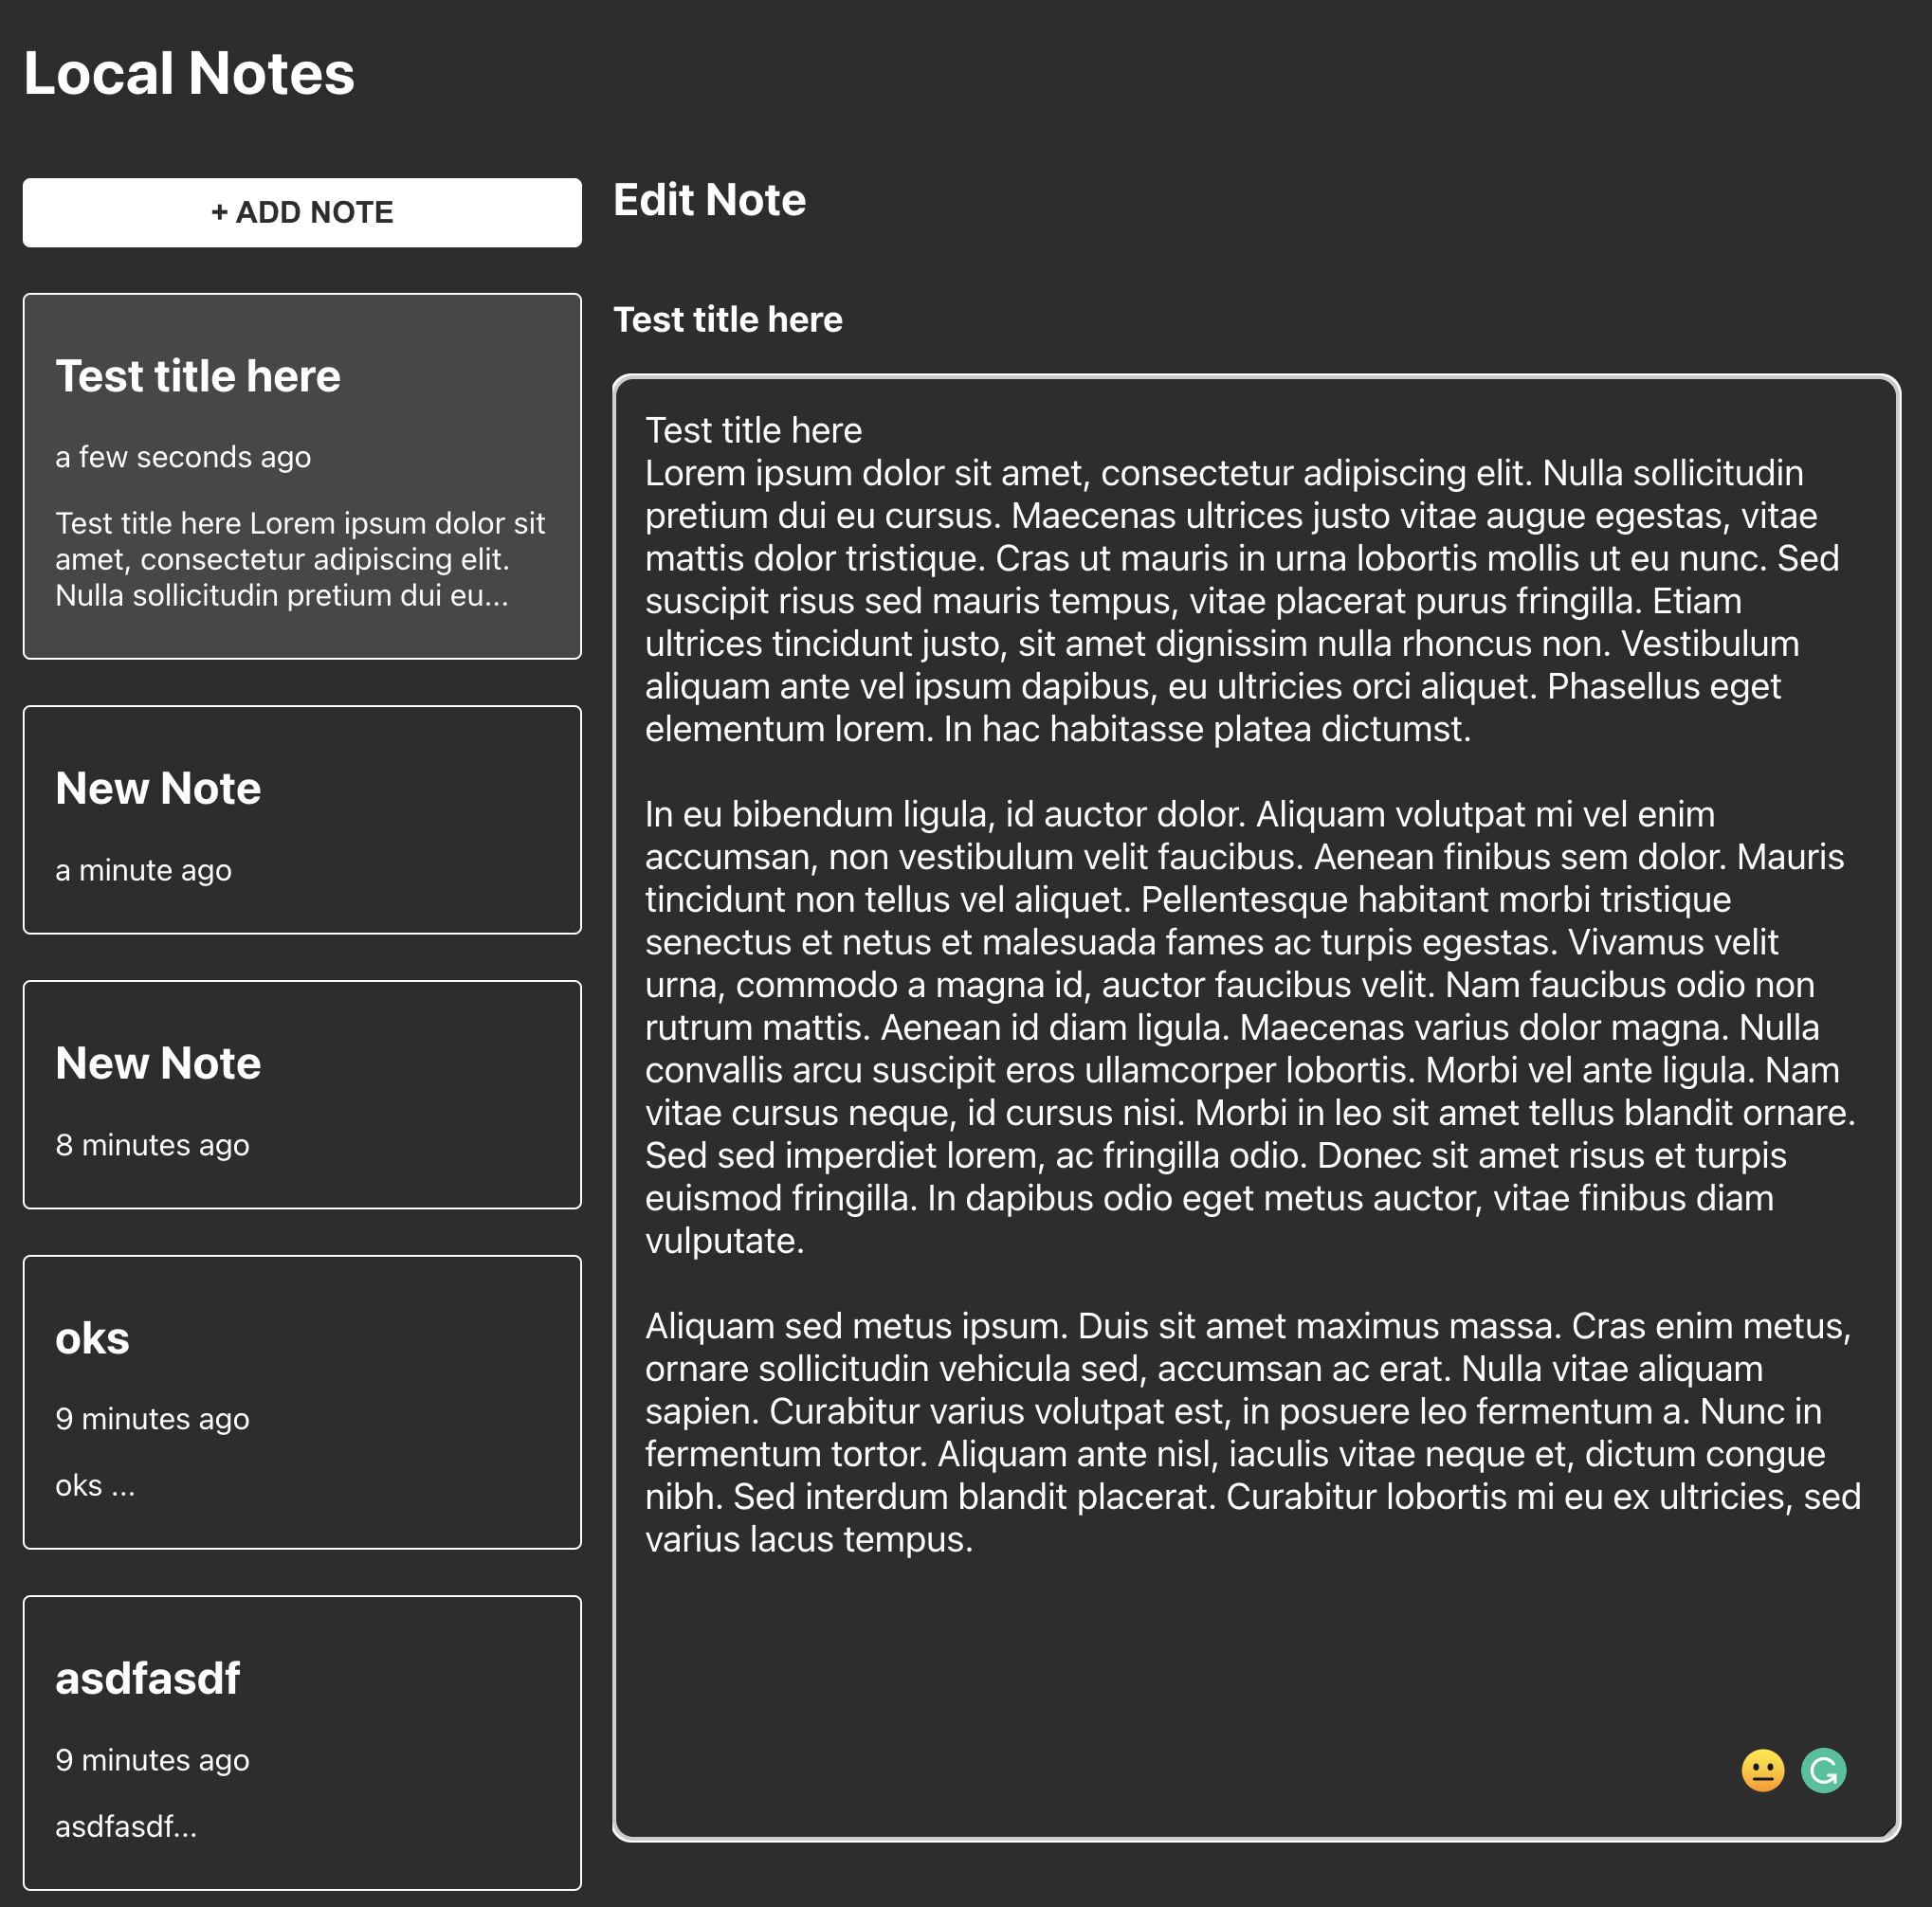 Local Notes
+ ADD NOTE
Test title here
a few seconds ago
Test title here Lorem ipsum dolor sit
amet, consectetur adipiscing elit.
Nulla sollicitudin pretium dui eu...
New Note
a minute ago
New Note
8 minutes ago
oks
9 minutes ago
oks ...
asdfasdf
9 minutes ago
asdfasdf...
Edit Note
Test title here
Test title here
Lorem ipsum dolor sit amet, consectetur adipiscing elit. Nulla sollicitudin
pretium dui eu cursus. Maecenas ultrices justo vitae augue egestas, vitae
mattis dolor tristique. Cras ut mauris in urna lobortis mollis ut eu nunc. Sed
suscipit risus sed mauris tempus, vitae placerat purus fringilla. Etiam
ultrices tincidunt justo, sit amet dignissim nulla rhoncus non. Vestibulum
aliquam ante vel ipsum dapibus, eu ultricies orci aliquet. Phasellus eget
elementum lorem. In hac habitasse platea dictumst.
In eu bibendum ligula, id auctor dolor. Aliquam volutpat mi vel enim
accumsan, non vestibulum velit faucibus. Aenean finibus sem dolor. Mauris
tincidunt non tellus vel aliquet. Pellentesque habitant morbi tristique
senectus et netus et malesuada fames ac turpis egestas. Vivamus velit
urna, commodo a magna id, auctor faucibus velit. Nam faucibus odio non
rutrum mattis. Aenean id diam ligula. Maecenas varius dolor magna. Nulla
convallis arcu suscipit eros ullamcorper lobortis. Morbi vel ante ligula. Nam
vitae cursus neque, id cursus nisi. Morbi in leo sit amet tellus blandit ornare.
Sed sed imperdiet lorem, ac fringilla odio. Donec sit amet risus et turpis
euismod fringilla. In dapibus odio eget metus auctor, vitae finibus diam
vulputate.
Aliquam sed metus ipsum. Duis sit amet maximus massa. Cras enim metus,
ornare sollicitudin vehicula sed, accumsan ac erat. Nulla vitae aliquam
sapien. Curabitur varius volutpat est, in posuere leo fermentum a. Nunc in
fermentum tortor. Aliquam ante nisl, iaculis vitae neque et, dictum congue
nibh. Sed interdum blandit placerat. Curabitur lobortis mi eu ex ultricies, sed
varius lacus tempus.